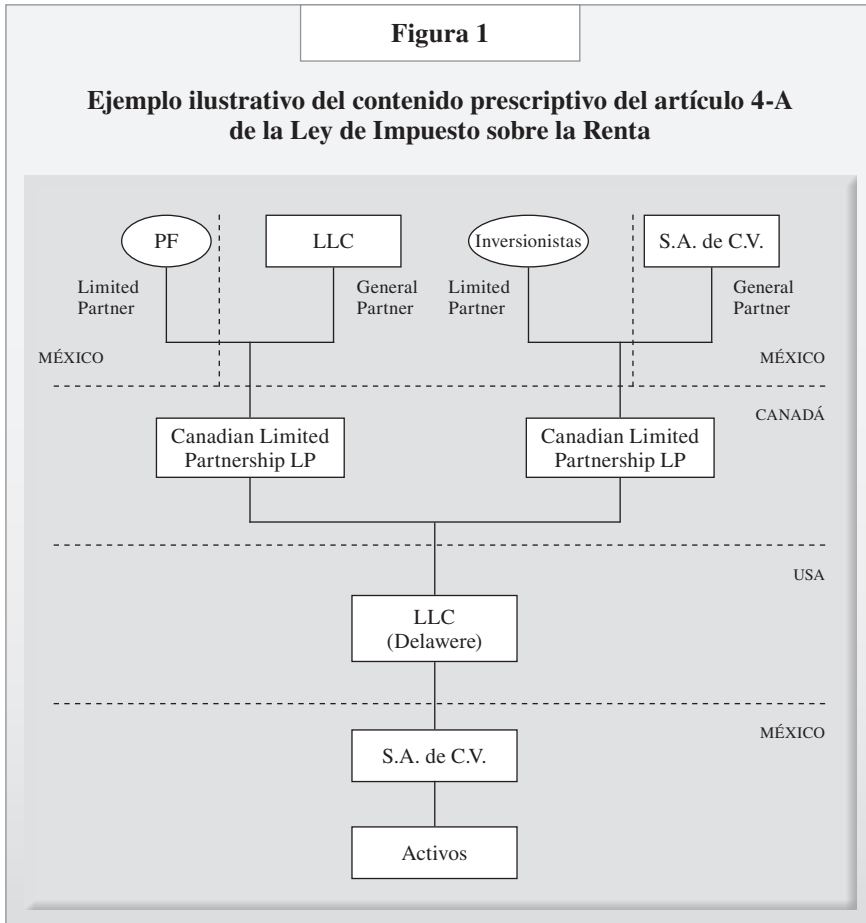 Figura 1
Ejemplo ilustrativo del contenido prescriptivo del artículo 4-A
de la Ley de Impuesto sobre la Renta
PF
LLC
Inversionistas
S.A. de C.V.
Limited
Partner
General
Partner
Limited
Partner
General
Partner
MÉXICO
MÉXICO
CANADÁ
Canadian Limited
Partnership LP
Canadian Limited
Partnership LP
USA
LLC
(Delawere)
MÉXICO
S.A. de C.V.
Activos